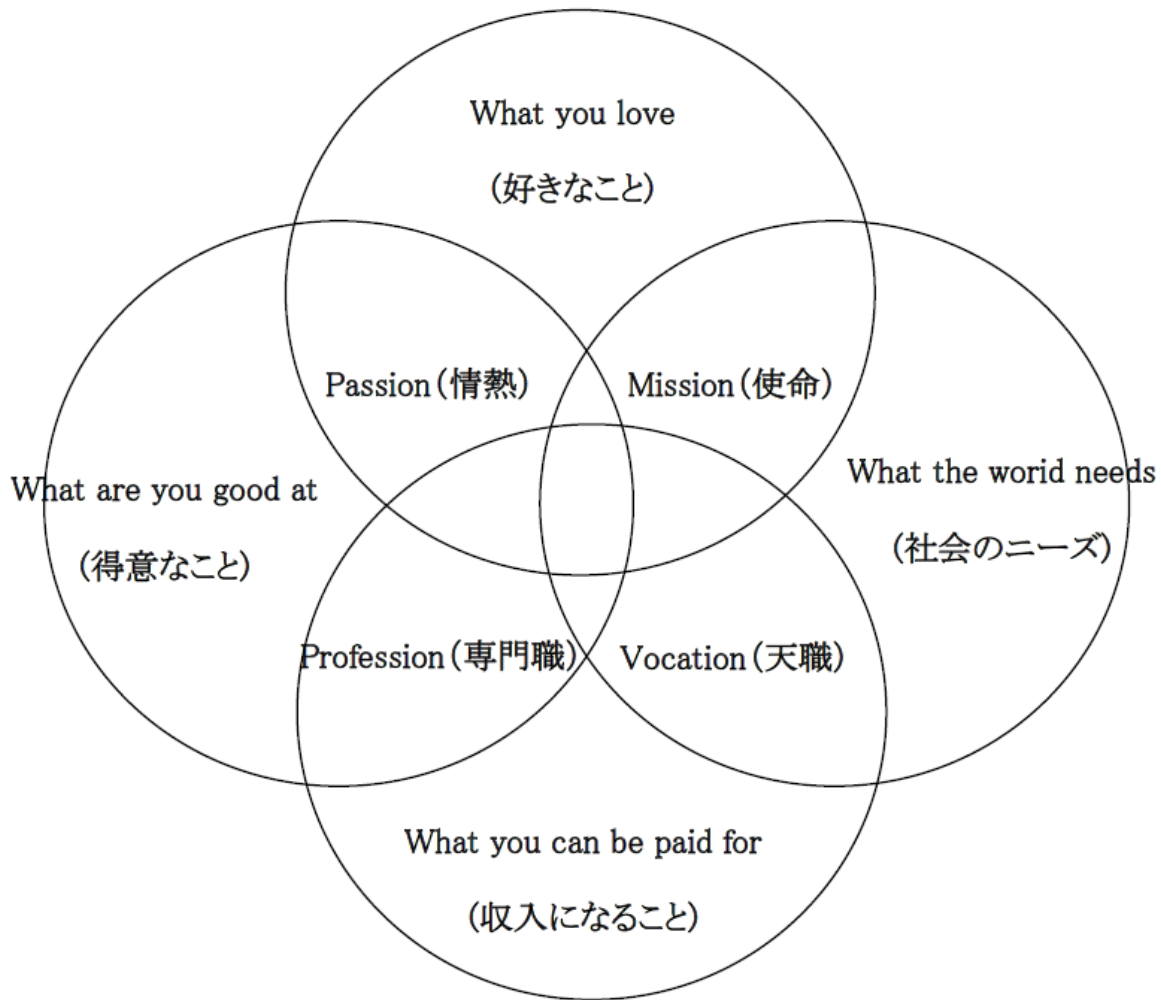 What you love
(好きなこと)
Passion(情熱)
Mission(使命)
What are you good at
(得意なこと)
What the worid needs
(社会のニーズ)
Profession(専門職)
Vocation(天職)
What you can be paid for
(収入になること)